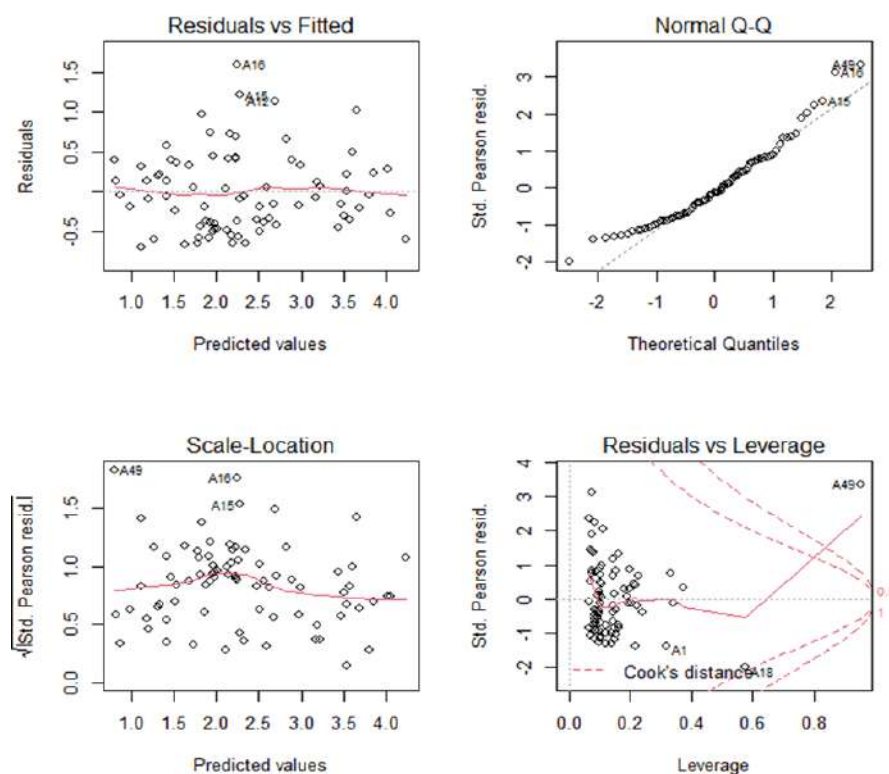 Residuals vs Fitted
Residuals
1.5
0.5
-0.5
A16
A15
A12
1.0 1.5 2.0 2.5 3.0 3.5 4.0
Predicted values
Normal Q-Q
Std. Pearson resid.
3
2
1
0
-1
-2
A49
A16
A15
-2 -1 0 1 2
Theoretical Quantiles
Scale-Location
√|Std. Pearson resid.|
1.5
1.0
0.5
0.0
A49
A16
A15
1.0 1.5 2.0 2.5 3.0 3.5 4.0
Predicted values
Residuals vs Leverage
Std. Pearson resid.
4
3
2
1
0
-1
-2
A49
1
A1
A18
Cook's distance
0.0 0.2 0.4 0.6 0.8
Leverage